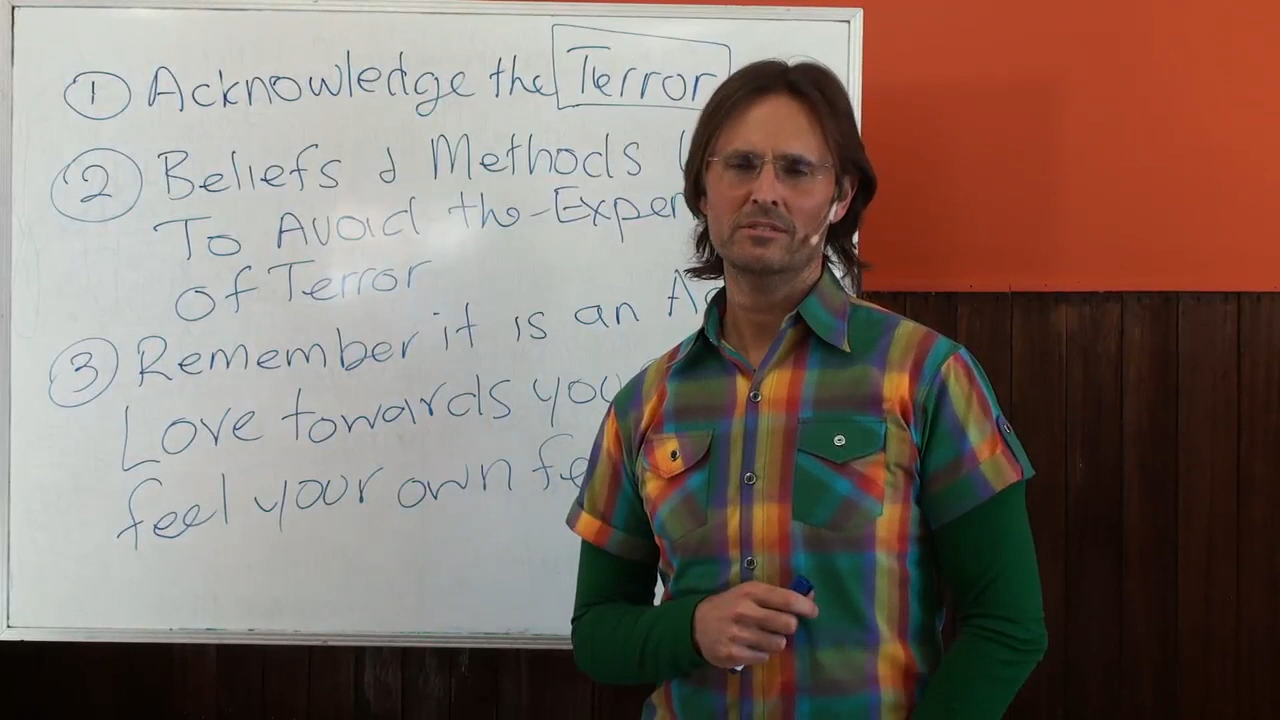 1 Acknowledge the Terror
2 Beliefs & Methods
To Avoid the Exper
of Terror
3 Remember it is an A
Love towards you
feel your own fe